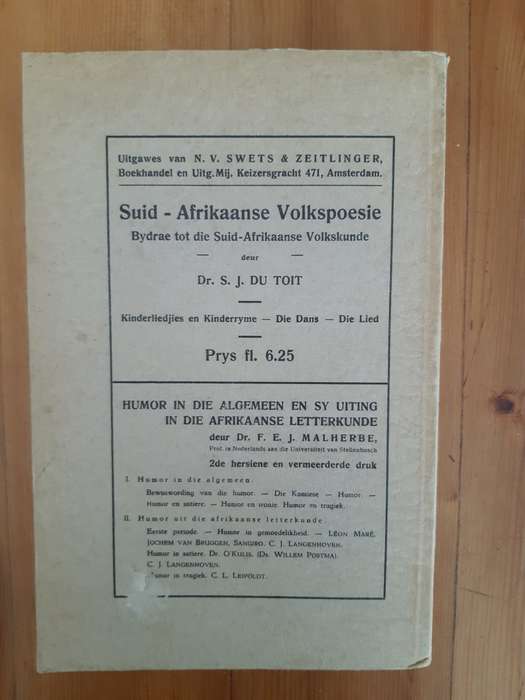 Uitgawes van N. V. SWETS & ZEITLINGER,
Boekhandel en Uitg. Mij. Keizersgracht 471, Amsterdam.
Suid - Afrikaanse Volkspoesie
Bydrae tot die Suid-Afrikaanse Volkskunde
— deur —
Dr. S. J. DU TOIT
Kinderliedjies en Kinderryme — Die Dans — Die Lied
Prys fl. 6.25
HUMOR IN DIE ALGEMEEN EN SY UITING
IN DIE AFRIKAANSE LETTERKUNDE
deur Dr. F. E. J. MALHERBE,
Prof. in Nederlands aan die Universiteit van Stellenbosch
2de hersiene en vermeerderde druk
I. Humor in die algemeen.
Bewuswording van die humor. — Die Komiese — Humor. —
Humor en satiere. — Humor en ironie. Humor en tragiek.
II. Humor uit die afrikaanse letterkunde
Eerste periode. — Humor in gemoedelikheid. — LÉON MARÉ,
JOCHEM VAN BRUGGEN, SANGIRO. C. J. LANGENHOVEN.
Humor in satiere. DR. O'KULIS. (DS. WILLEM POSTMA).
C. J. LANGENHOVEN.
umor in tragiek. C. L. LEIPOLDT.